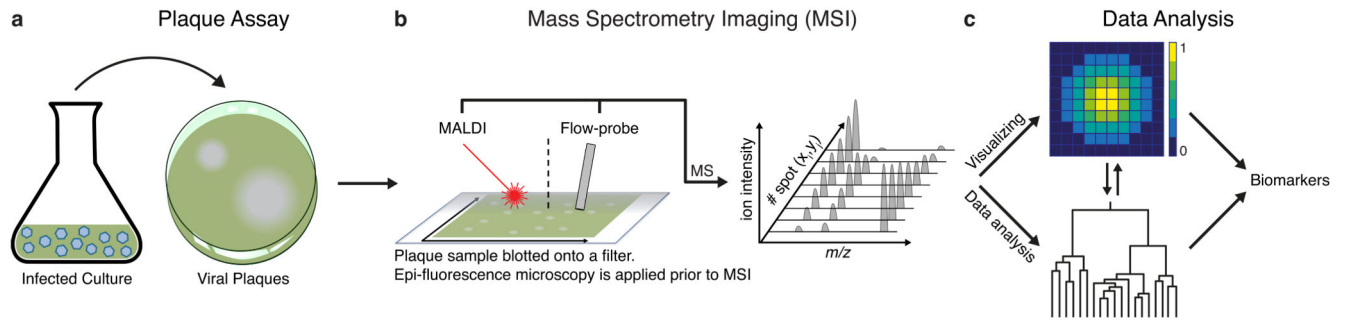 a Plaque Assay
Infected Culture
Viral Plaques
b Mass Spectrometry Imaging (MSI)
MALDI
Flow-probe
MS
Plaque sample blotted onto a filter.
Epi-fluorescence microscopy is applied prior to MSI
ion intensity
# spot (x,y)
m/z
c Data Analysis
Visualizing
Data analysis
1
0
Biomarkers